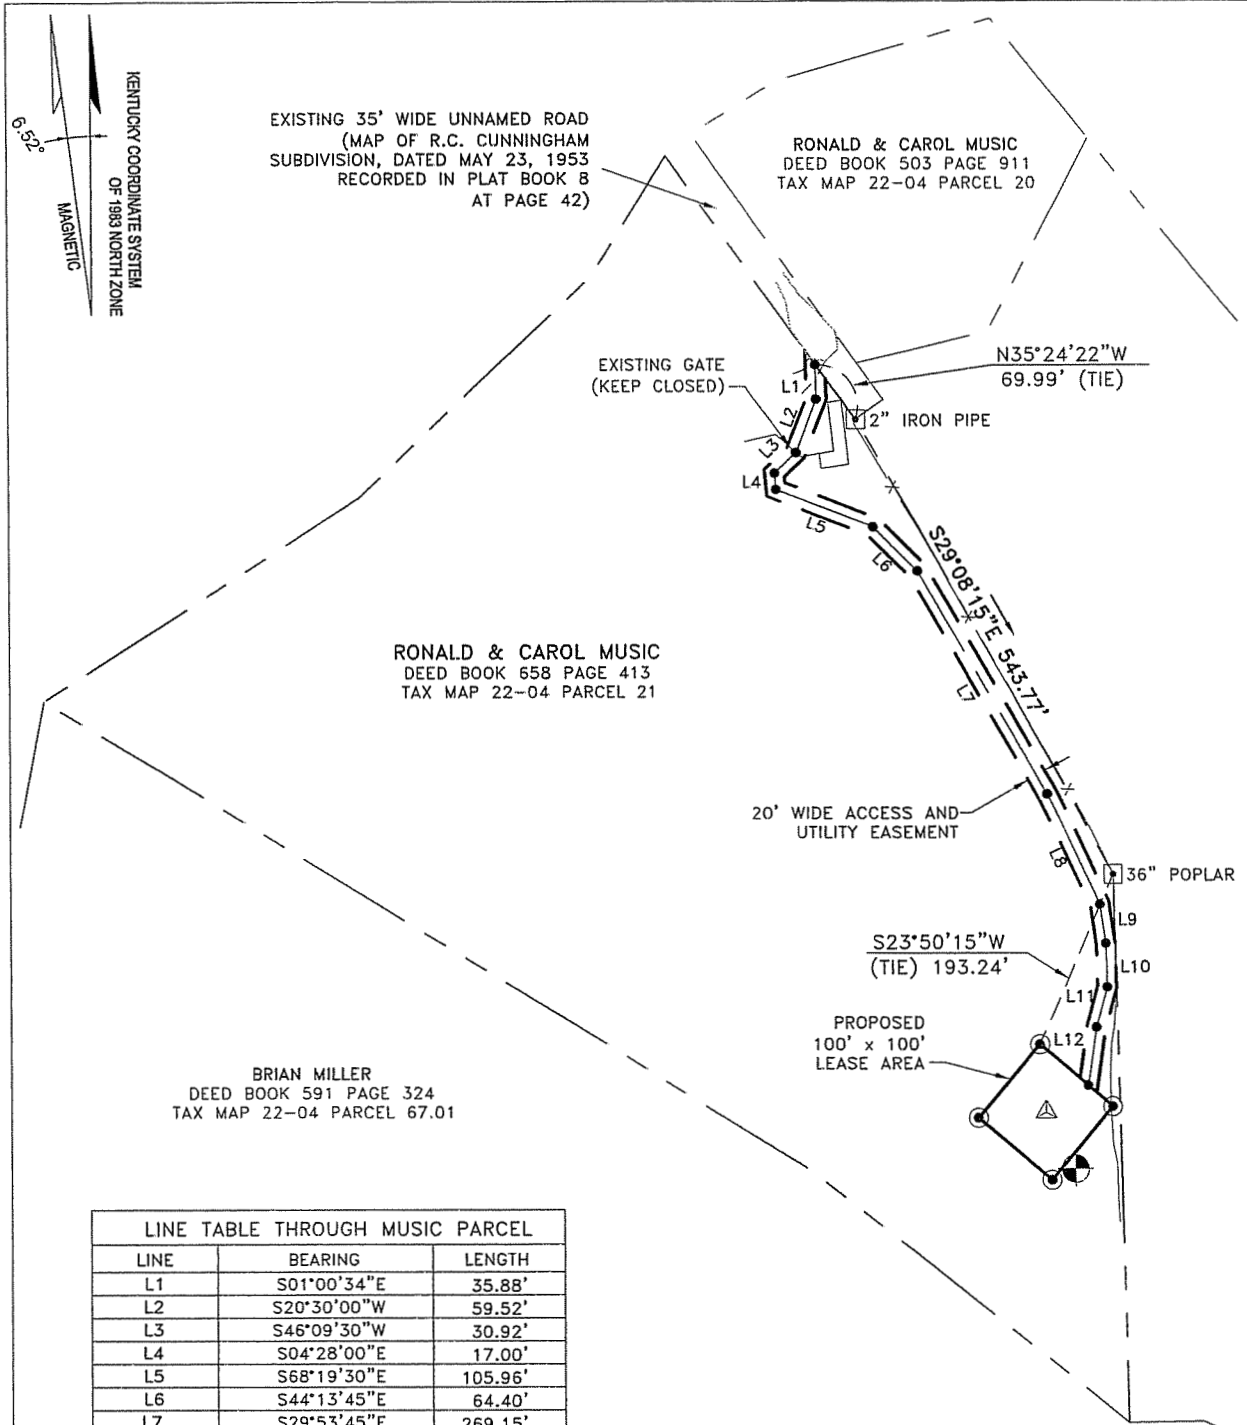 KENTUCKY COORDINATE SYSTEM
OF 1983 NORTH ZONE
MAGNETIC
6.52°
EXISTING 35' WIDE UNNAMED ROAD
(MAP OF R.C. CUNNINGHAM
SUBDIVISION, DATED MAY 23, 1953
RECORDED IN PLAT BOOK 8
AT PAGE 42)
RONALD & CAROL MUSIC
DEED BOOK 503 PAGE 911
TAX MAP 22-04 PARCEL 20
EXISTING GATE
(KEEP CLOSED)
N35°24'22"W
69.99' (TIE)
2" IRON PIPE
L1
L2
L3
L4
L5
L6
S29°08'15"E 543.77'
RONALD & CAROL MUSIC
DEED BOOK 658 PAGE 413
TAX MAP 22-04 PARCEL 21
L7
20' WIDE ACCESS AND
UTILITY EASEMENT
L8
36" POPLAR
L9
S23°50'15"W
(TIE) 193.24'
L10
L11
PROPOSED
100' x 100'
LEASE AREA
L12
BRIAN MILLER
DEED BOOK 591 PAGE 324
TAX MAP 22-04 PARCEL 67.01
LINE TABLE THROUGH MUSIC PARCEL
LINE BEARING LENGTH
L1 S01°00'34"E 35.88'
L2 S20°30'00"W 59.52'
L3 S46°09'30"W 30.92'
L4 S04°28'00"E 17.00'
L5 S68°19'30"E 105.96'
L6 S44°13'45"E 64.40'
L7 S29°53'45"E 269.15'